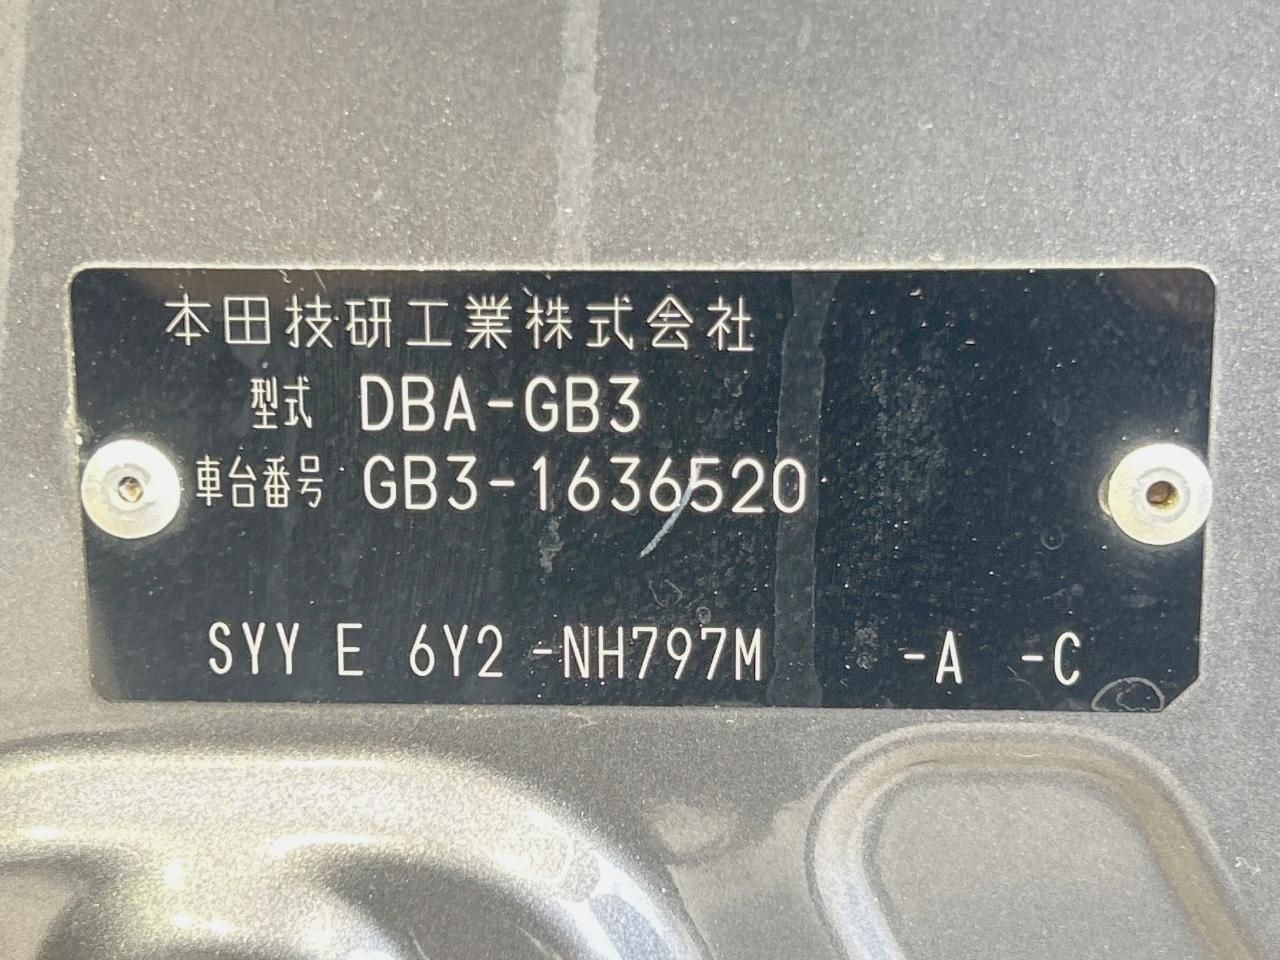 本田技研工業株式会社
型式 DBA-GB3
車台番号 GB3-1636520
SYY E 6Y2 -NH797M -A -C